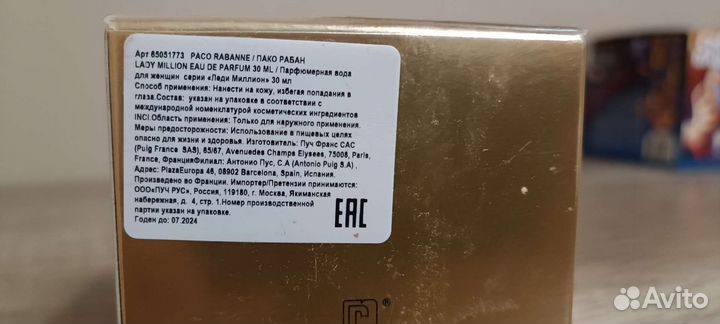 Арт 65051773 PACO RABANNE / ПАКО РАБАН
LADY MILLION EAU DE PARFUM 30 ML / Парфюмерная вода
для женщин серии «Леди Миллион» 30 мл
Способ применения: Нанести на кожу, избегая попадания в
глаза.Состав: указан на упаковке в соответствии с
международной номенклатурой косметических ингредиентов
INCI.Область применения: Только для наружного применения.
Меры предосторожности: Использование в пищевых целях
опасно для жизни и здоровья. Изготовитель: Пуч Франс САС
(Puig France SAS), 65/67, Avenuedes Champs Elysees, 75008, Paris,
France, ФранцияФилиал: Антонио Пус, С.А (Antonio Puig S.A) ,
Адрес: PlazaEuropa 46, 08902 Barcelona, Spain, Испания.
Произведено во Франции. Импортер/Претензии принимаются:
ООО«ПУЧ РУС», Россия, 119180, г. Москва, Якиманская
набережная, д. 4, стр. 1.Номер производственной
партии указан на упаковке.
Годен до: 07.2024
EAC
®
Avito